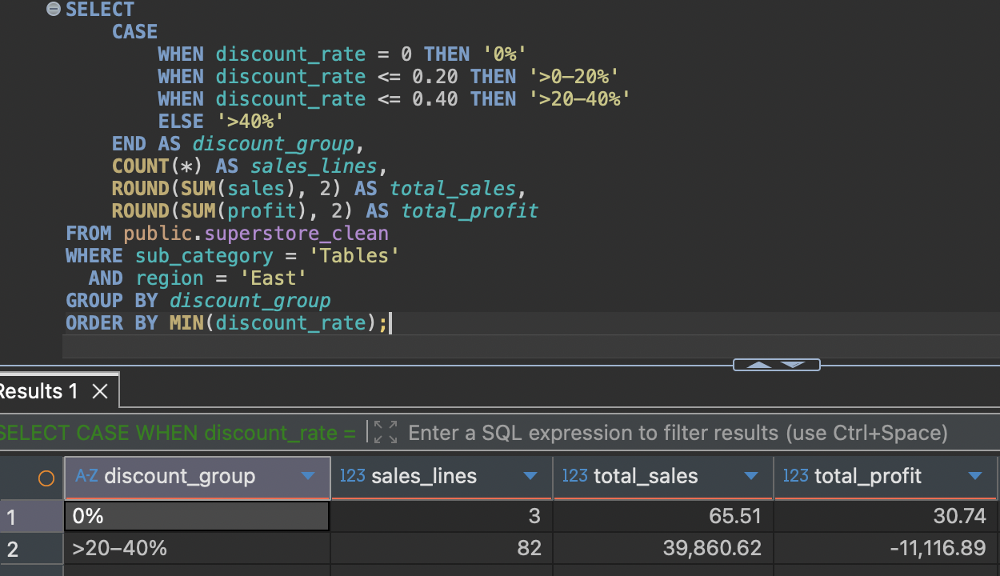 SELECT
CASE
WHEN discount_rate = 0 THEN '0%'
WHEN discount_rate <= 0.20 THEN '>0–20%'
WHEN discount_rate <= 0.40 THEN '>20–40%'
ELSE '>40%'
END AS discount_group,
COUNT(*) AS sales_lines,
ROUND(SUM(sales), 2) AS total_sales,
ROUND(SUM(profit), 2) AS total_profit
FROM public.superstore_clean
WHERE sub_category = 'Tables'
AND region = 'East'
GROUP BY discount_group
ORDER BY MIN(discount_rate);
Results 1
SELECT CASE WHEN discount_rate = Enter a SQL expression to filter results (use Ctrl+Space)
A-Z discount_group 123 sales_lines 123 total_sales 123 total_profit
1 0% 3 65.51 30.74
2 >20–40% 82 39,860.62 -11,116.89